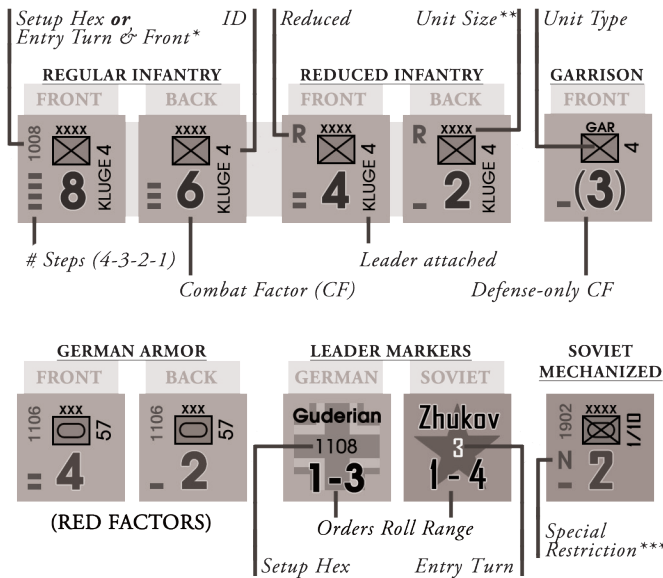 Setup Hex or
Entry Turn & Front*
ID
Reduced
Unit Size**
Unit Type
REGULAR INFANTRY
REDUCED INFANTRY
GARRISON
FRONT
BACK
FRONT
BACK
FRONT
1008
XXXX
KLUGE 4
8
XXXX
KLUGE 4
6
R
XXXX
KLUGE 4
4
R
XXXX
KLUGE 4
2
GAR
4
(3)
# Steps (4-3-2-1)
Leader attached
Combat Factor (CF)
Defense-only CF
GERMAN ARMOR
LEADER MARKERS
SOVIET
MECHANIZED
FRONT
BACK
GERMAN
SOVIET
1106
XXX
57
4
1106
XXX
57
2
Guderian
1108
1-3
Zhukov
3
1-4
1902
XXXX
1/10
N
2
(RED FACTORS)
Orders Roll Range
Special
Restriction***
Setup Hex
Entry Turn